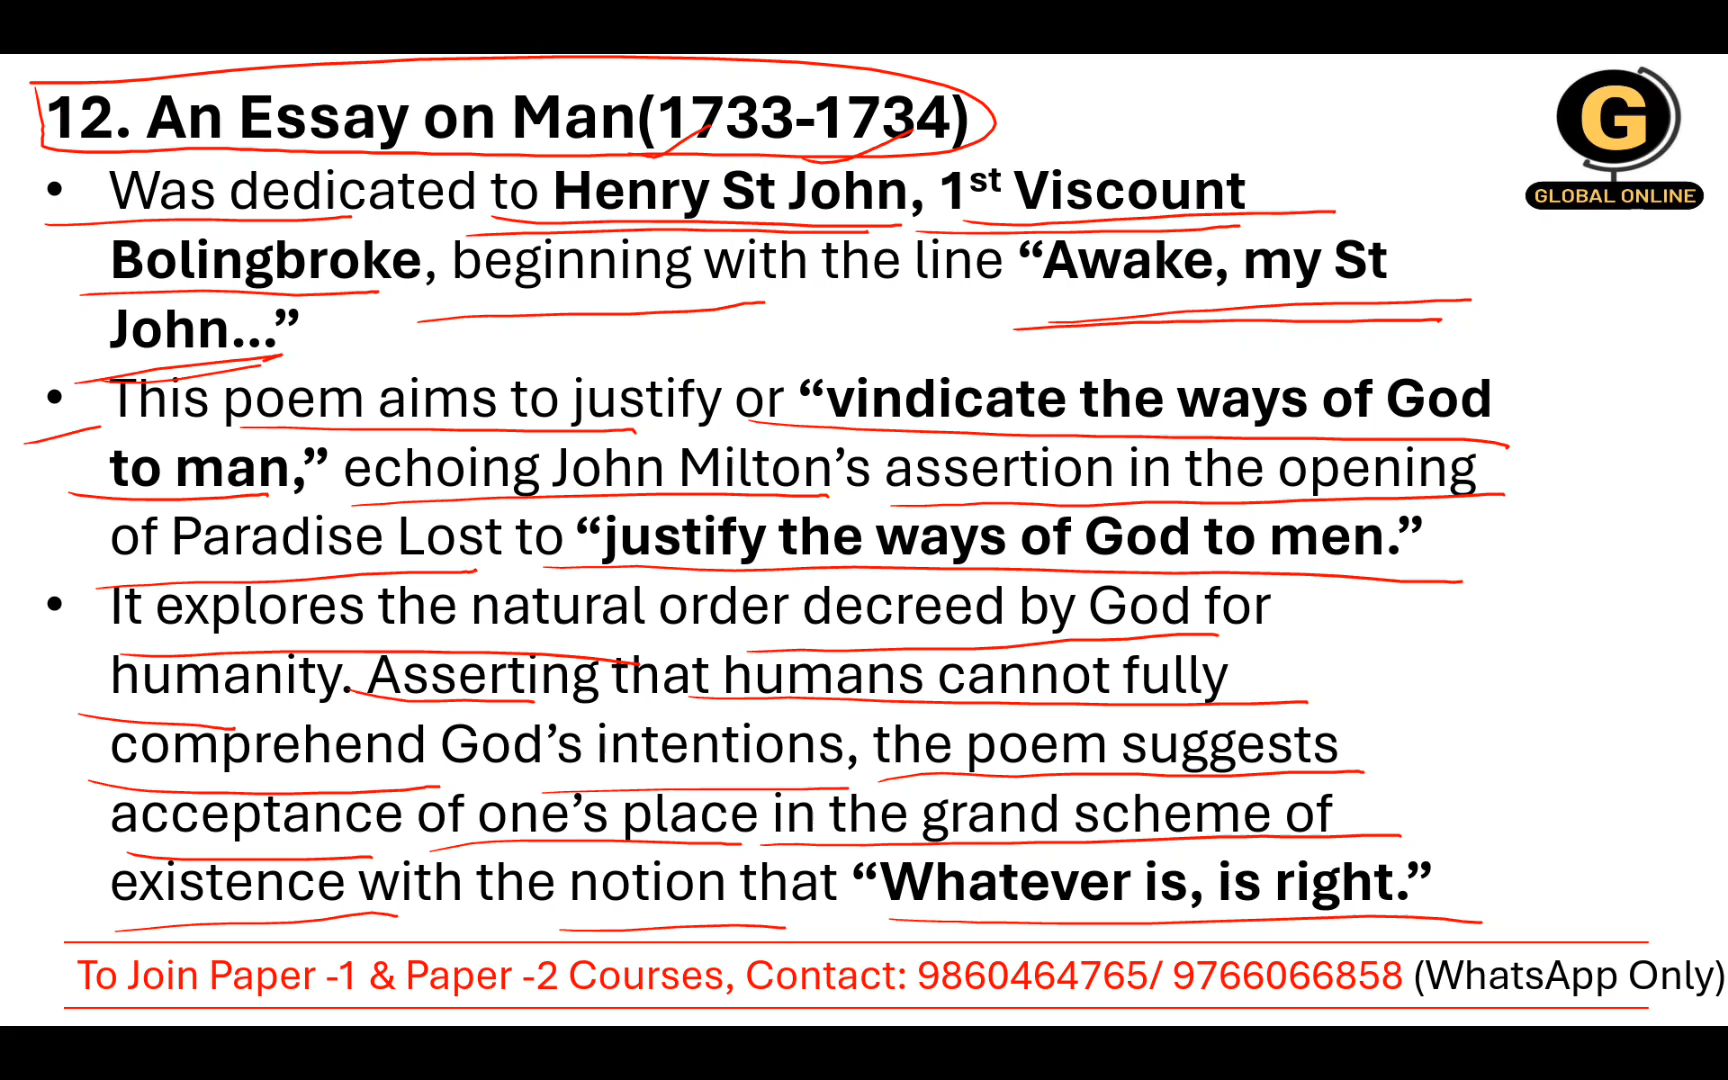 12. An Essay on Man(1733-1734)
G
GLOBAL ONLINE
• Was dedicated to Henry St John, 1st Viscount
Bolingbroke, beginning with the line “Awake, my St
John...”
• This poem aims to justify or “vindicate the ways of God
to man,” echoing John Milton’s assertion in the opening
of Paradise Lost to “justify the ways of God to men.”
• It explores the natural order decreed by God for
humanity. Asserting that humans cannot fully
comprehend God’s intentions, the poem suggests
acceptance of one’s place in the grand scheme of
existence with the notion that “Whatever is, is right.”
To Join Paper -1 & Paper -2 Courses, Contact: 9860464765/ 9766066858 (WhatsApp Only)